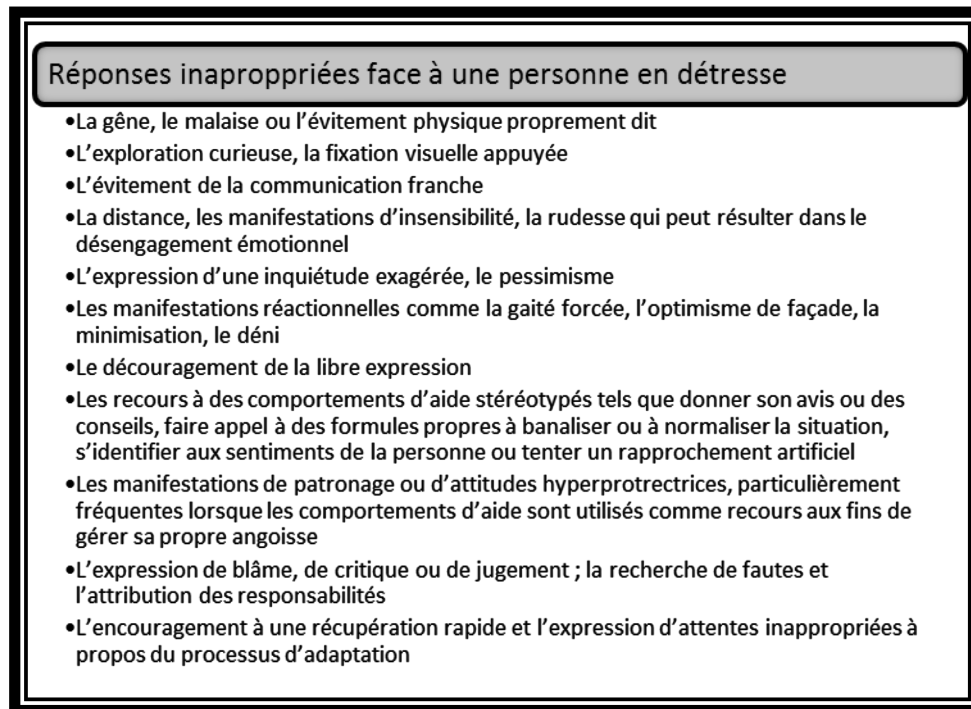 Réponses inaproppriées face à une personne en détresse
•La gêne, le malaise ou l’évitement physique proprement dit
•L’exploration curieuse, la fixation visuelle appuyée
•L’évitement de la communication franche
•La distance, les manifestations d’insensibilité, la rudesse qui peut résulter dans le
désengagement émotionnel
•L’expression d’une inquiétude exagérée, le pessimisme
•Les manifestations réactionnelles comme la gaité forcée, l’optimisme de façade, la
minimisation, le déni
•Le découragement de la libre expression
•Les recours à des comportements d’aide stéréotypés tels que donner son avis ou des
conseils, faire appel à des formules propres à banaliser ou à normaliser la situation,
s’identifier aux sentiments de la personne ou tenter un rapprochement artificiel
•Les manifestations de patronage ou d’attitudes hyperprotrectrices, particulièrement
fréquentes lorsque les comportements d’aide sont utilisés comme recours aux fins de
gérer sa propre angoisse
•L’expression de blâme, de critique ou de jugement ; la recherche de fautes et
l’attribution des responsabilités
•L’encouragement à une récupération rapide et l’expression d’attentes inappropriées à
propos du processus d’adaptation